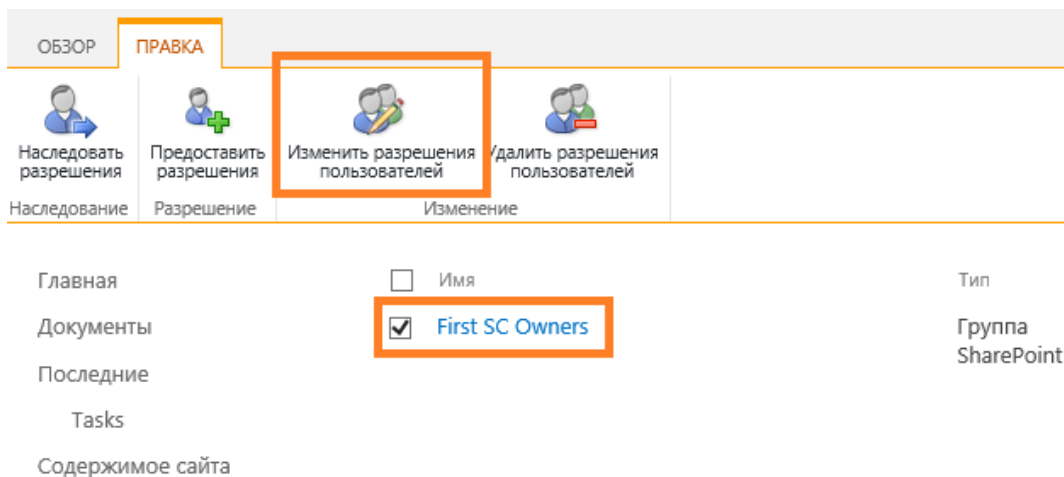 ОБЗОР ПРАВКА
Наследовать разрешения
Предоставить разрешения
Изменить разрешения пользователей
Удалить разрешения пользователей
Наследование Разрешение Изменение
Главная
Имя Тип
Документы
First SC Owners
Группа
SharePoint
Последние
Tasks
Содержимое сайта